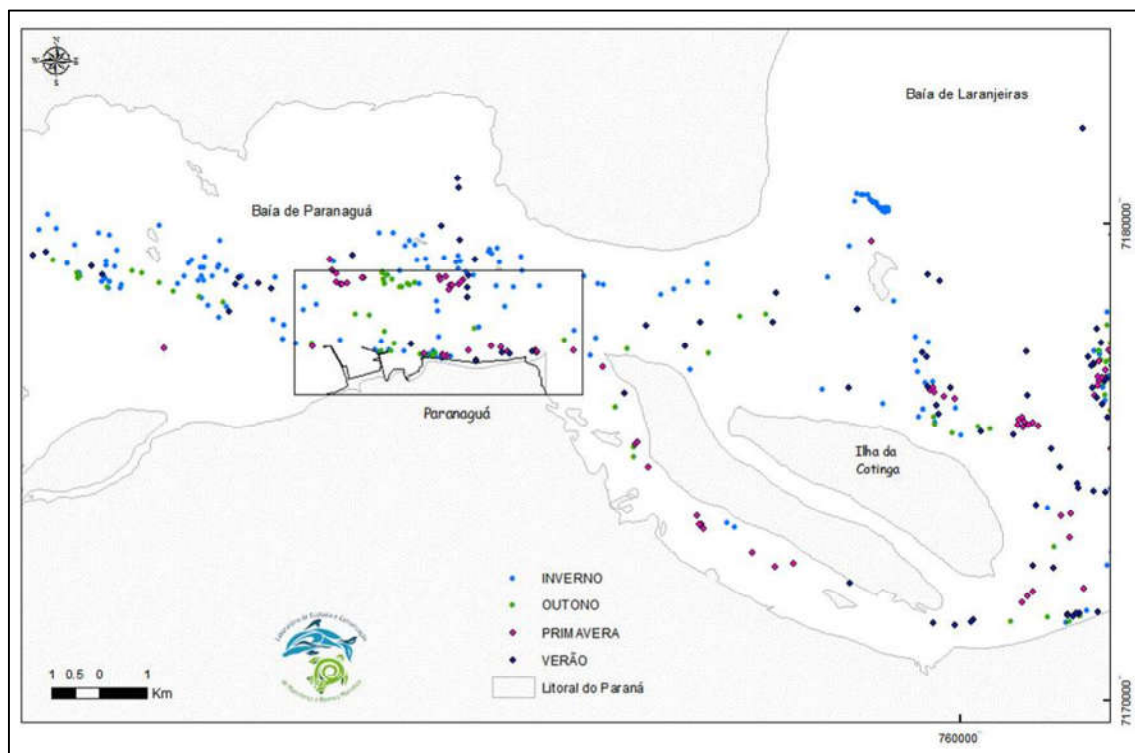 N
S
Baía de Laranjeiras
Baía de Paranaguá
7180000
Paranaguá
Ilha da
Cotinga
INVERNO
OUTONO
PRIMAVERA
VERÃO
Litoral do Paraná
1 0.5 0 1
Km
7170000
760000